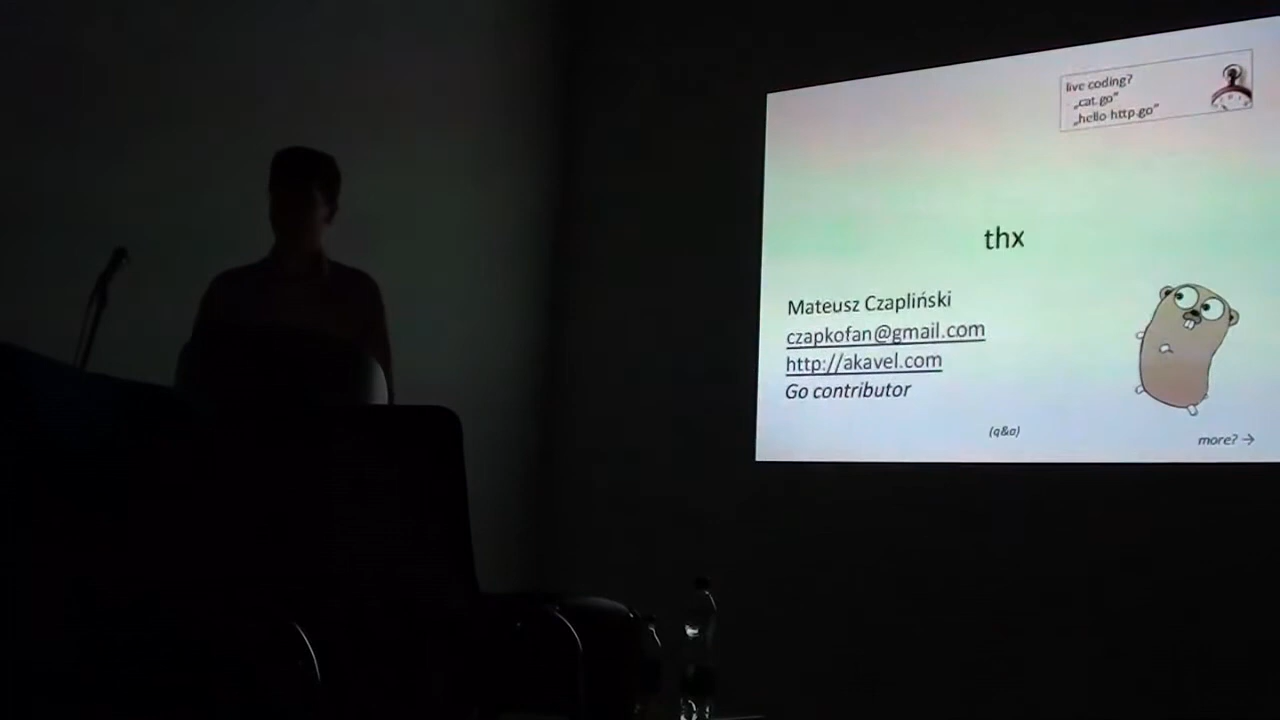 live coding?
„cat.go”
„hello http.go”
thx
Mateusz Czapliński
czapkofan@gmail.com
http://akavel.com
Go contributor
(q&a)
more? →